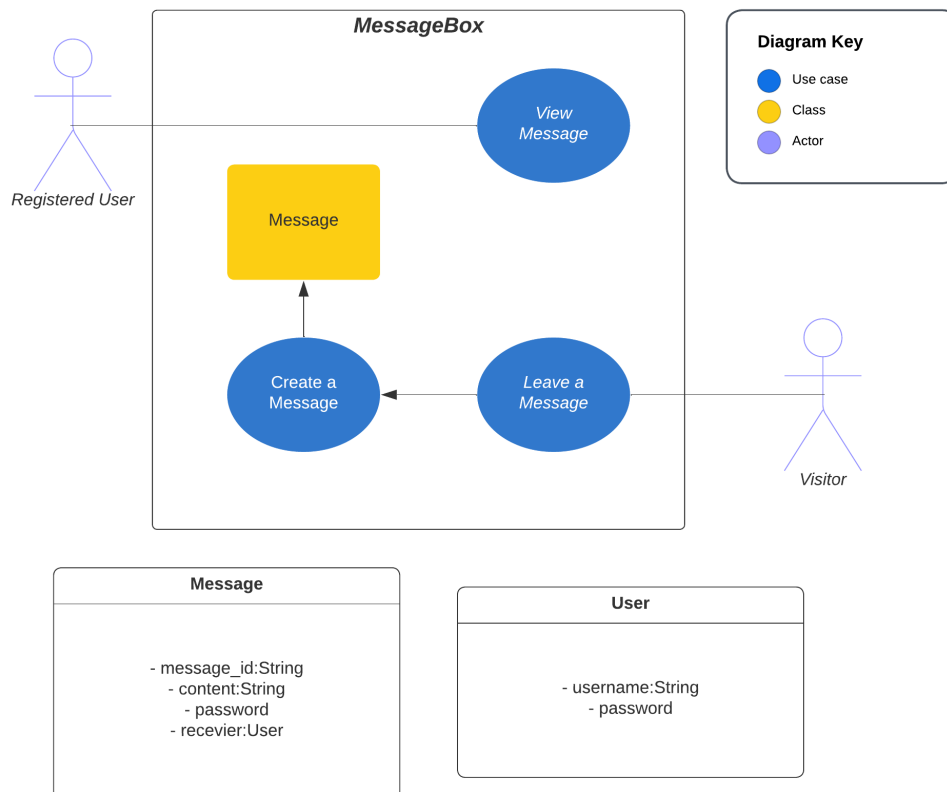 MessageBox
Diagram Key
Use case
Class
Actor
View
Message
Registered User
Message
Create a
Message
Leave a
Message
Visitor
Message
- message_id:String
- content:String
- password
- recevier:User
User
- username:String
- password